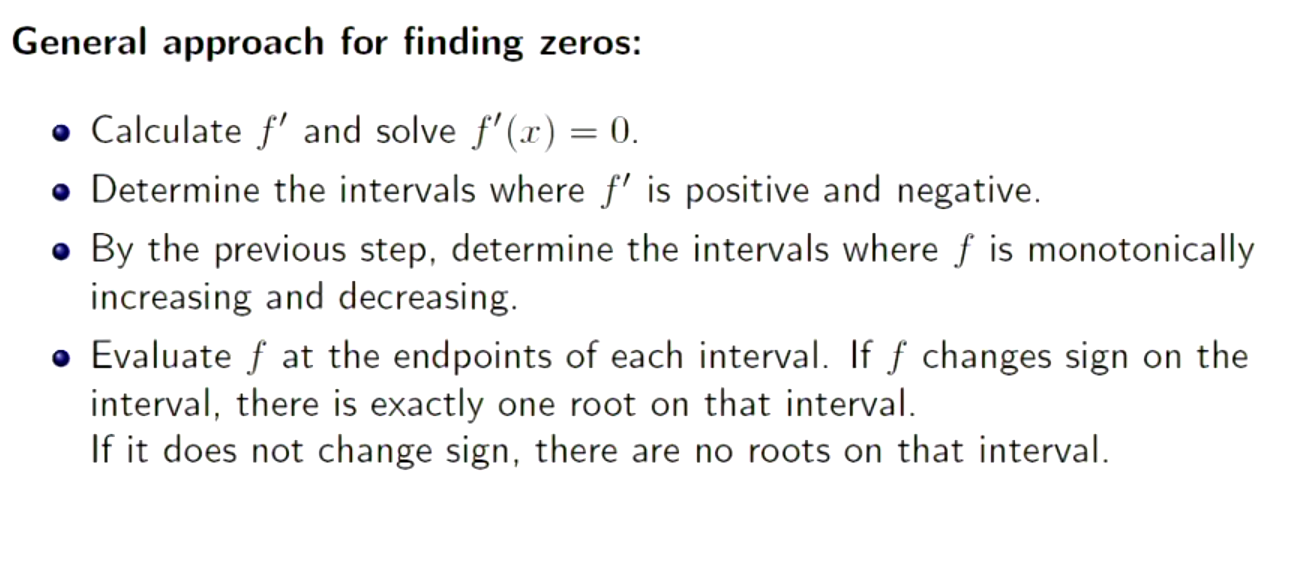 General approach for finding zeros:
• Calculate f′ and solve f′(x) = 0.
• Determine the intervals where f′ is positive and negative.
• By the previous step, determine the intervals where f is monotonically
increasing and decreasing.
• Evaluate f at the endpoints of each interval. If f changes sign on the
interval, there is exactly one root on that interval.
If it does not change sign, there are no roots on that interval.